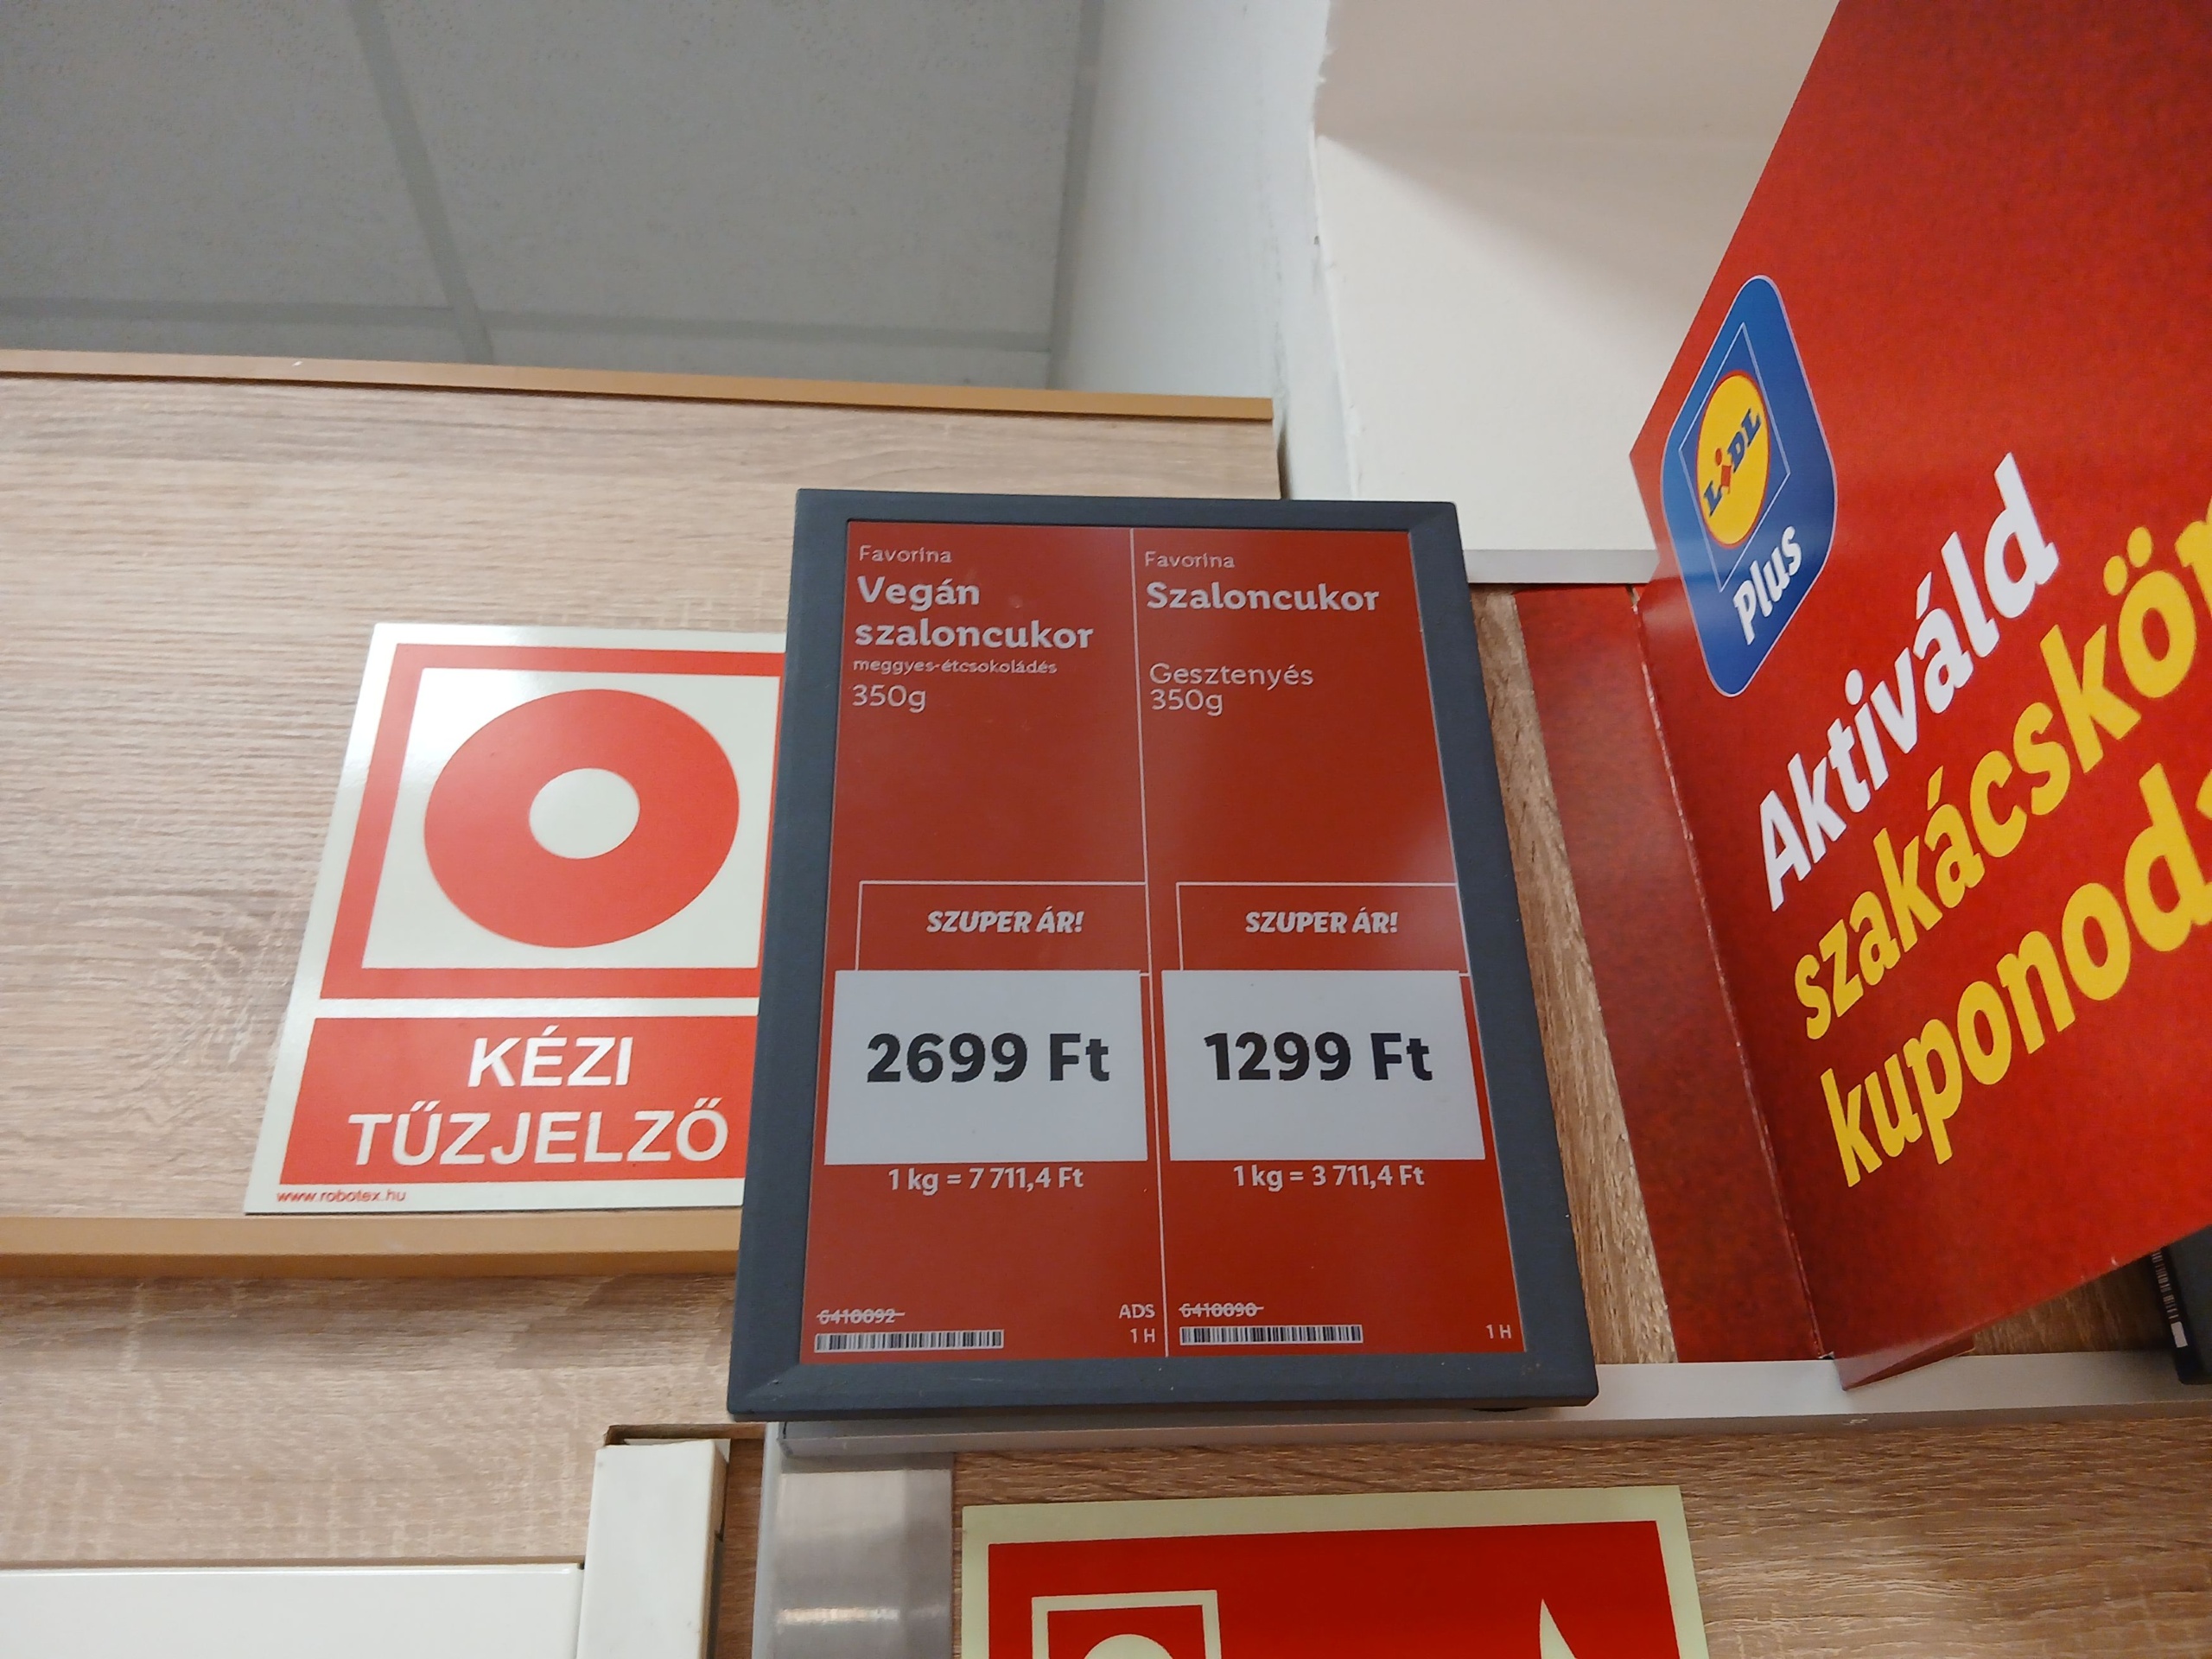 KÉZI
TŰZJELZŐ
www.robotex.hu
Favorina
Vegán
szaloncukor
meggyes-étcsokoládés
350g
SZUPER ÁR!
2699 Ft
1 kg = 7 711,4 Ft
6410092
ADS
1 H
Favorina
Szaloncukor
Gesztenyés
350g
SZUPER ÁR!
1299 Ft
1 kg = 3 711,4 Ft
6410090
1 H
LIDL
Plus
Aktiváld
kuponod